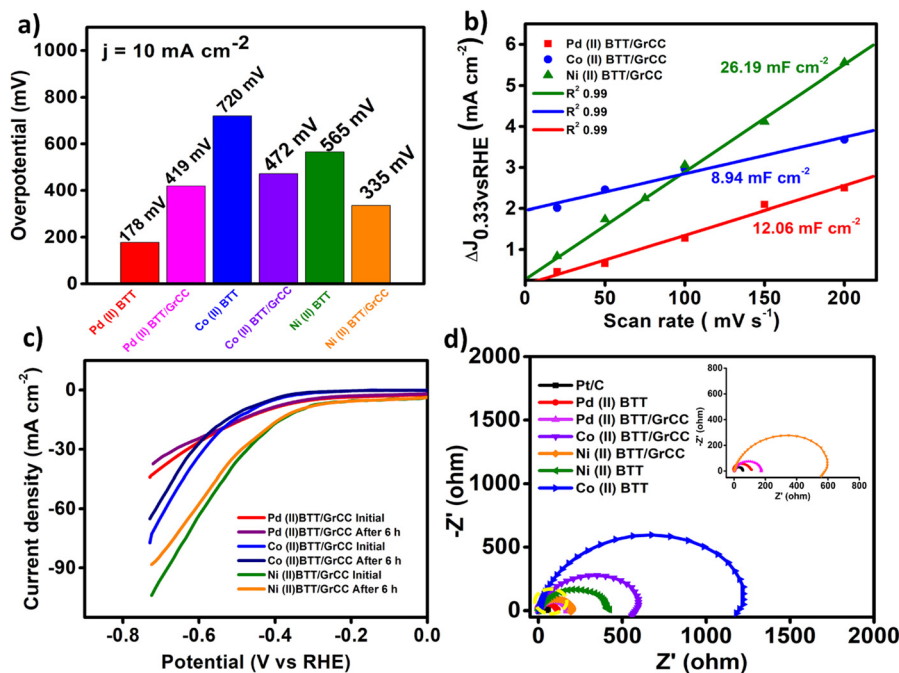 a)
j = 10 mA cm-2
Overpotential (mV)
1000
800
600
400
200
0
178 mV
419 mV
720 mV
472 mV
565 mV
335 mV
Pd (II) BTT
Pd (II) BTT/GrCC
Co (II) BTT
Co (II) BTT/GrCC
Ni (II) BTT
Ni (II) BTT/GrCC
b)
ΔJ0.33vsRHE (mA cm-2)
6
5
4
3
2
1
Pd (II) BTT/GrCC
Co (II) BTT/GrCC
Ni (II) BTT/GrCC
R2 0.99
R2 0.99
R2 0.99
26.19 mF cm-2
8.94 mF cm-2
12.06 mF cm-2
0
50
100
150
200
Scan rate ( mV s-1)
c)
Current density (mA cm-2)
0
-30
-60
-90
Pd (II)BTT/GrCC Initial
Pd (II)BTT/GrCC After 6 h
Co (II)BTT/GrCC Initial
Co (II)BTT/GrCC After 6 h
Ni (II)BTT/GrCC Initial
Ni (II)BTT/GrCC After 6 h
-0.8
-0.6
-0.4
-0.2
0.0
Potential (V vs RHE)
d)
-Z' (ohm)
2000
1500
1000
500
0
Pt/C
Pd (II) BTT
Pd (II) BTT/GrCC
Co (II) BTT/GrCC
Ni (II) BTT/GrCC
Ni (II) BTT
Co (II) BTT
-Z' (ohm)
800
600
400
200
0
0
200
400
600
800
Z' (ohm)
0
500
1000
1500
2000
Z' (ohm)